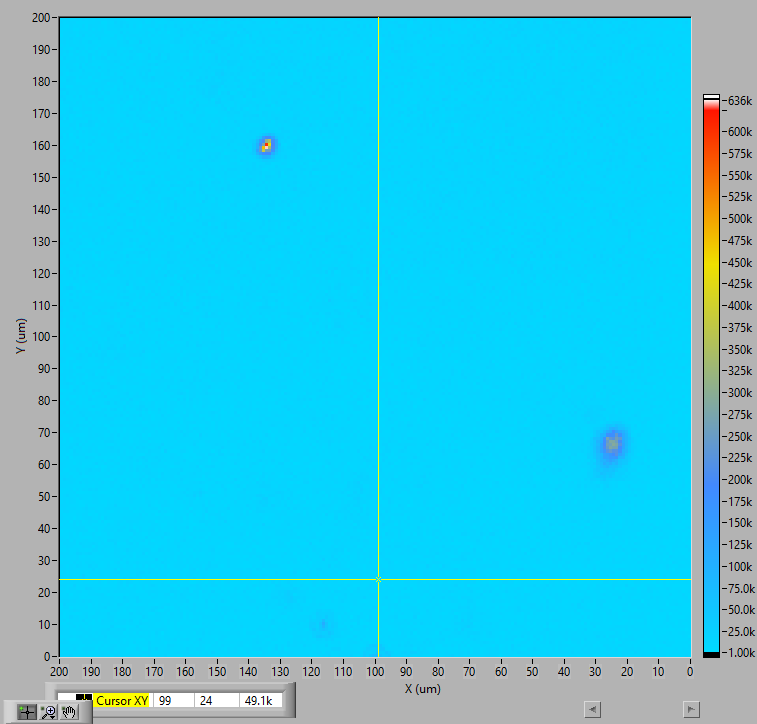 200
190
180
170
160
150
140
130
120
110
100
90
80
70
60
50
40
30
20
10
0
Y (um)
200 190 180 170 160 150 140 130 120 110 100 90 80 70 60 50 40 30 20 10 0
X (um)
636k
600k
575k
550k
525k
500k
475k
450k
425k
400k
375k
350k
325k
300k
275k
250k
225k
200k
175k
150k
125k
100k
75.0k
50.0k
25.0k
1.00k
Cursor XY 99 24 49.1k